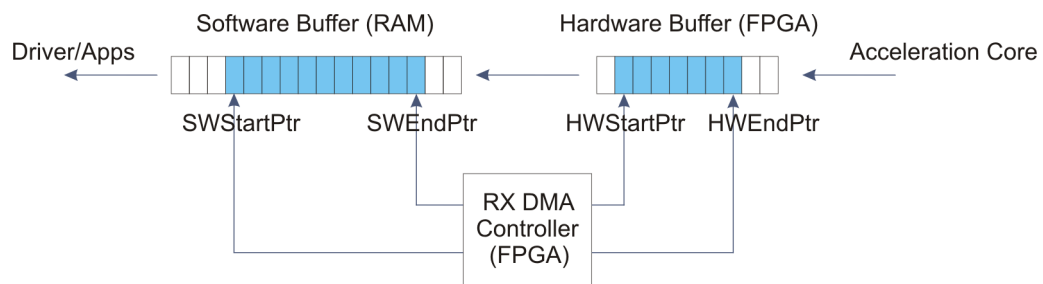 Software Buffer (RAM)
Hardware Buffer (FPGA)
Driver/Apps
Acceleration Core
SWStartPtr
SWEndPtr
HWStartPtr
HWEndPtr
RX DMA
Controller
(FPGA)